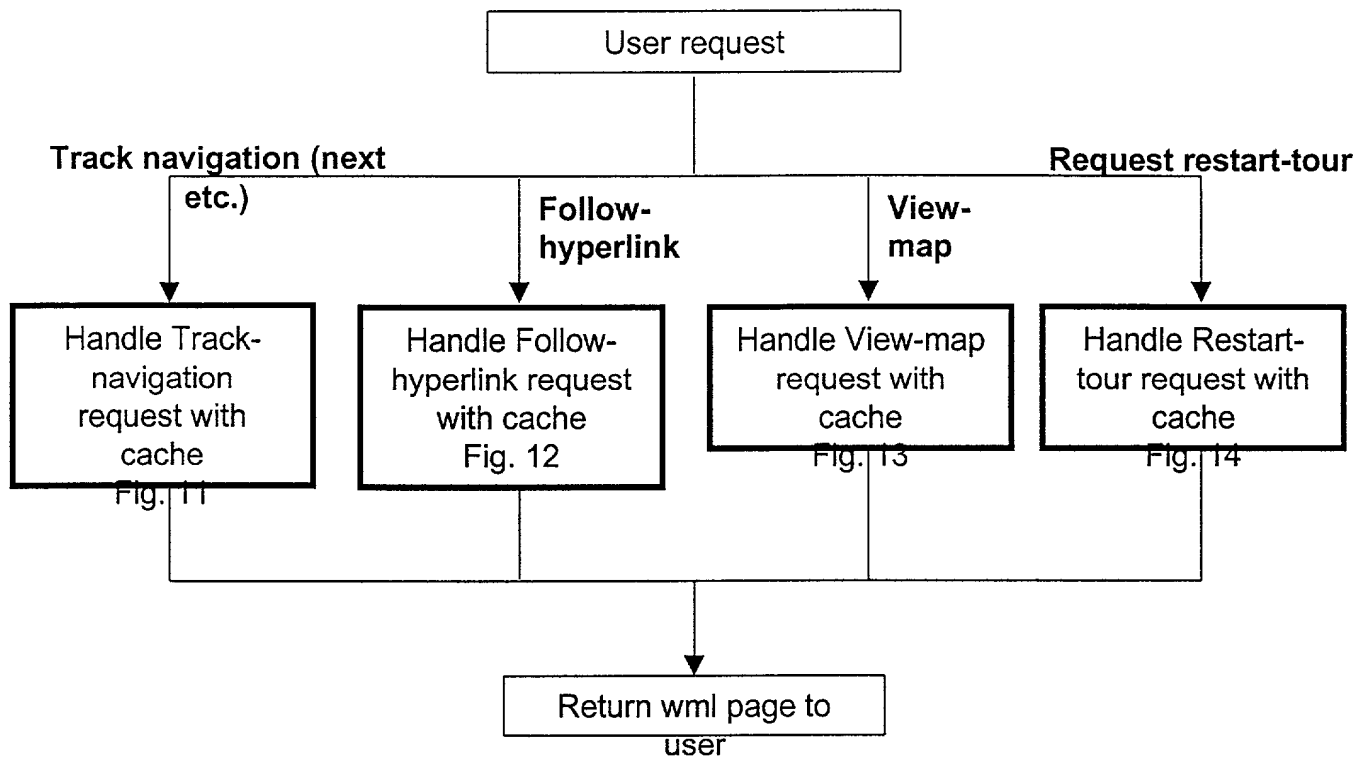 User request
Track navigation (next
etc.)
Request restart-tour
Follow-
hyperlink
View-
map
Handle Track-
navigation
request with
cache
Fig. 11
Handle Follow-
hyperlink request
with cache
Fig. 12
Handle View-map
request with
cache
Fig. 13
Handle Restart-
tour request with
cache
Fig. 14
Return wml page to
user